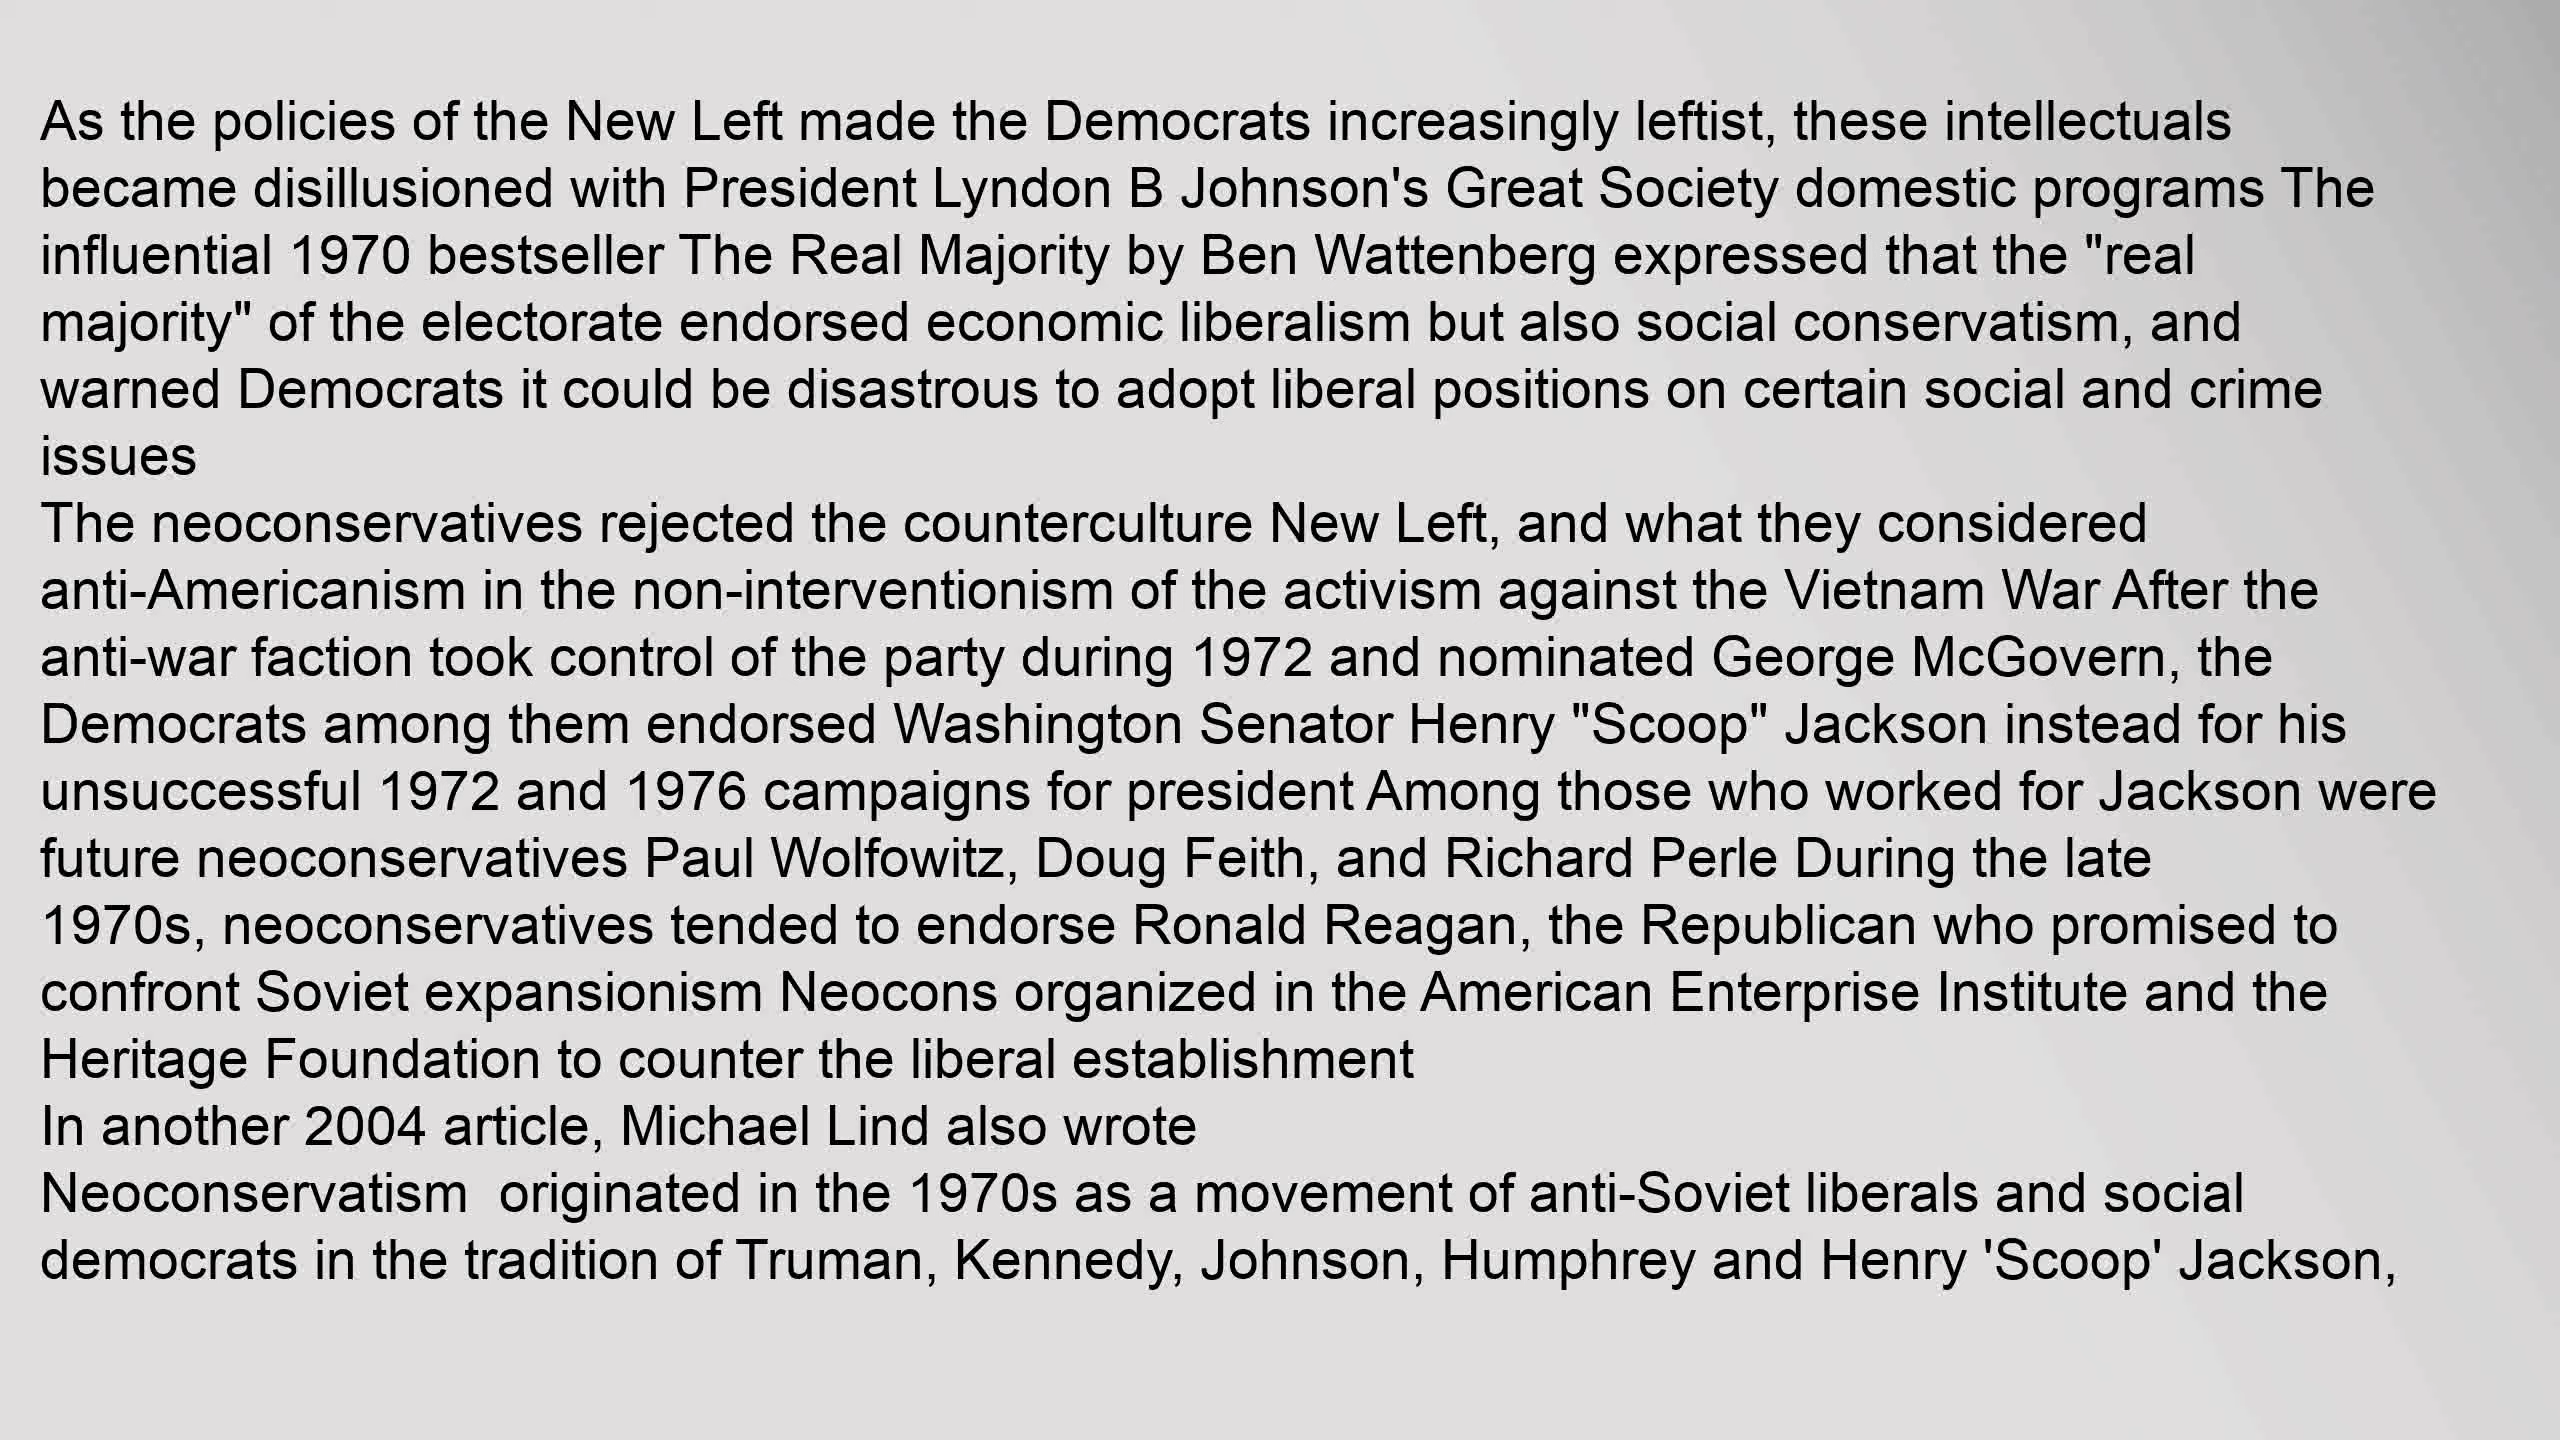 As the policies of the New Left made the Democrats increasingly leftist, these intellectuals
became disillusioned with President Lyndon B Johnson's Great Society domestic programs The
influential 1970 bestseller The Real Majority by Ben Wattenberg expressed that the "real
majority" of the electorate endorsed economic liberalism but also social conservatism, and
warned Democrats it could be disastrous to adopt liberal positions on certain social and crime
issues
The neoconservatives rejected the counterculture New Left, and what they considered
anti-Americanism in the non-interventionism of the activism against the Vietnam War After the
anti-war faction took control of the party during 1972 and nominated George McGovern, the
Democrats among them endorsed Washington Senator Henry "Scoop" Jackson instead for his
unsuccessful 1972 and 1976 campaigns for president Among those who worked for Jackson were
future neoconservatives Paul Wolfowitz, Doug Feith, and Richard Perle During the late
1970s, neoconservatives tended to endorse Ronald Reagan, the Republican who promised to
confront Soviet expansionism Neocons organized in the American Enterprise Institute and the
Heritage Foundation to counter the liberal establishment
In another 2004 article, Michael Lind also wrote
Neoconservatism  originated in the 1970s as a movement of anti-Soviet liberals and social
democrats in the tradition of Truman, Kennedy, Johnson, Humphrey and Henry 'Scoop' Jackson,